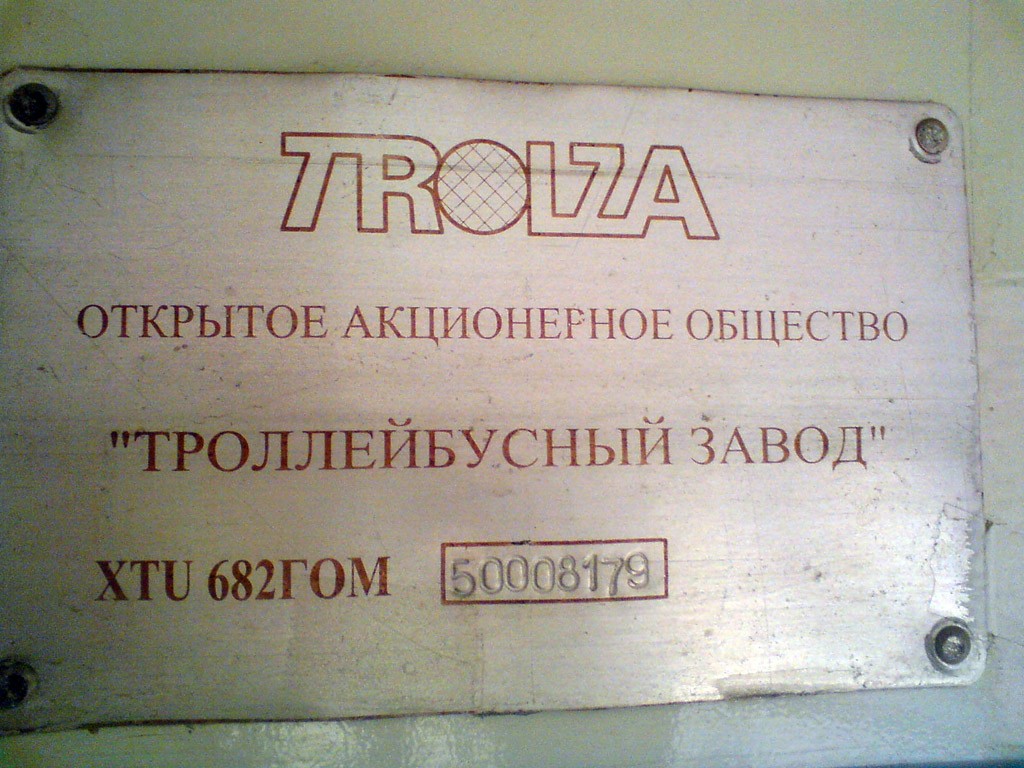 TROLZA
ОТКРЫТОЕ АКЦИОНЕРНОЕ ОБЩЕСТВО
"ТРОЛЛЕЙБУСНЫЙ ЗАВОД"
XTU 682ГОМ 50008179